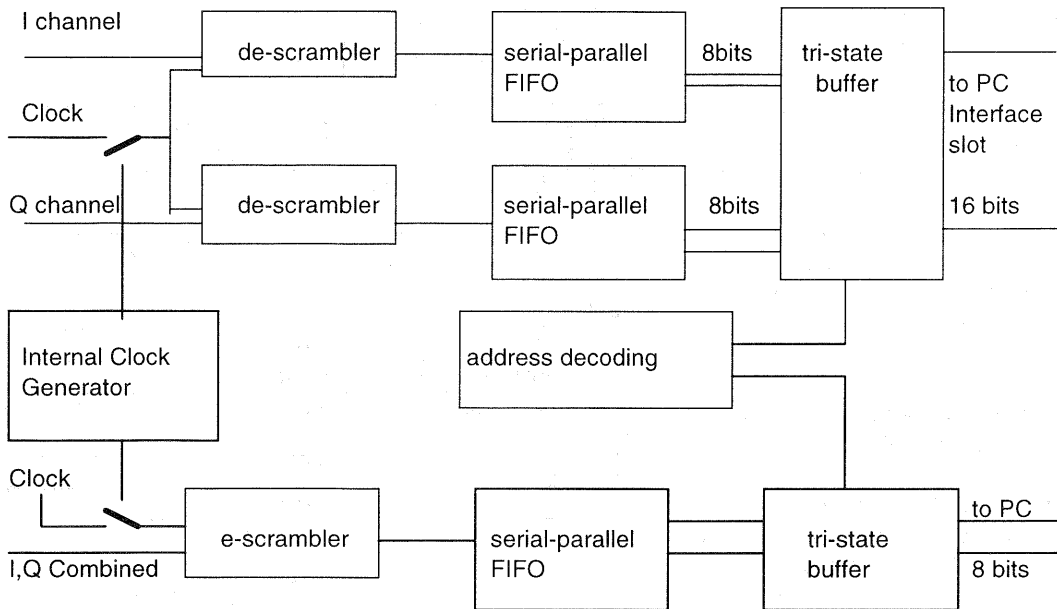 I channel
de-scrambler
serial-parallel
FIFO
8bits
tri-state
buffer
to PC
Interface
slot
Clock
Q channel
de-scrambler
serial-parallel
FIFO
8bits
16 bits
Internal Clock
Generator
address decoding
Clock
I,Q Combined
e-scrambler
serial-parallel
FIFO
tri-state
buffer
to PC
8 bits